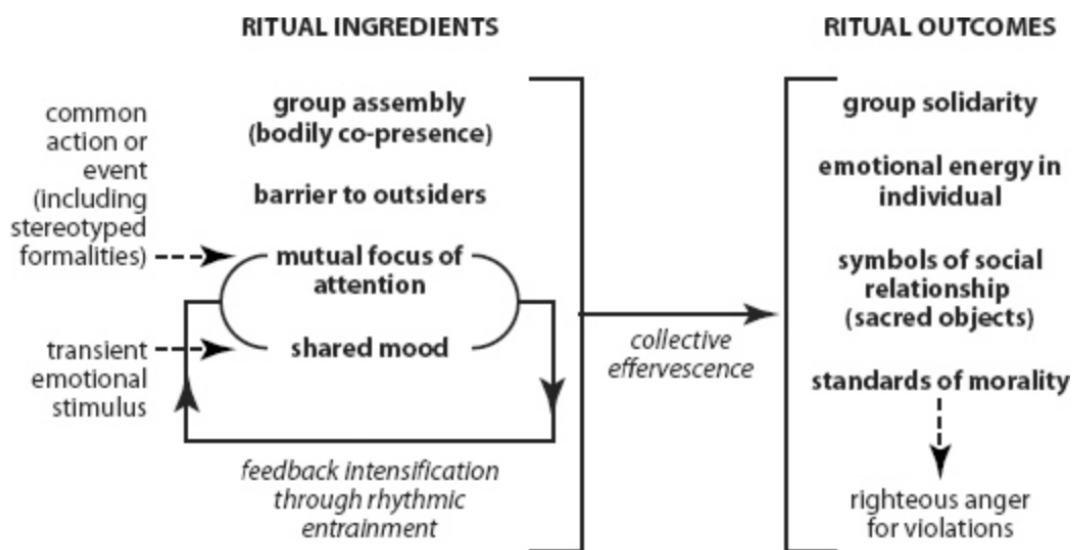 RITUAL INGREDIENTS
common
action or
event
(including
stereotyped
formalities)
transient
emotional
stimulus
group assembly
(bodily co-presence)
barrier to outsiders
mutual focus of
attention
shared mood
feedback intensification
through rhythmic
entrainment
collective
effervescence
RITUAL OUTCOMES
group solidarity
emotional energy in
individual
symbols of social
relationship
(sacred objects)
standards of morality
righteous anger
for violations